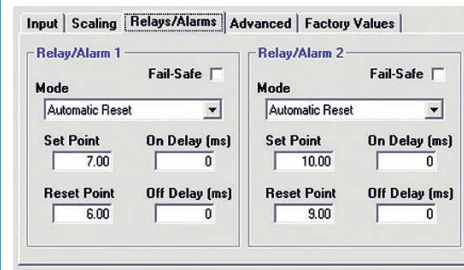 Input Scaling Relays/Alarms Advanced Factory Values
Relay/Alarm 1
Fail-Safe
Mode
Automatic Reset
Set Point On Delay (ms)
7.00 0
Reset Point Off Delay (ms)
6.00 0
Relay/Alarm 2
Fail-Safe
Mode
Automatic Reset
Set Point On Delay (ms)
10.00 0
Reset Point Off Delay (ms)
9.00 0